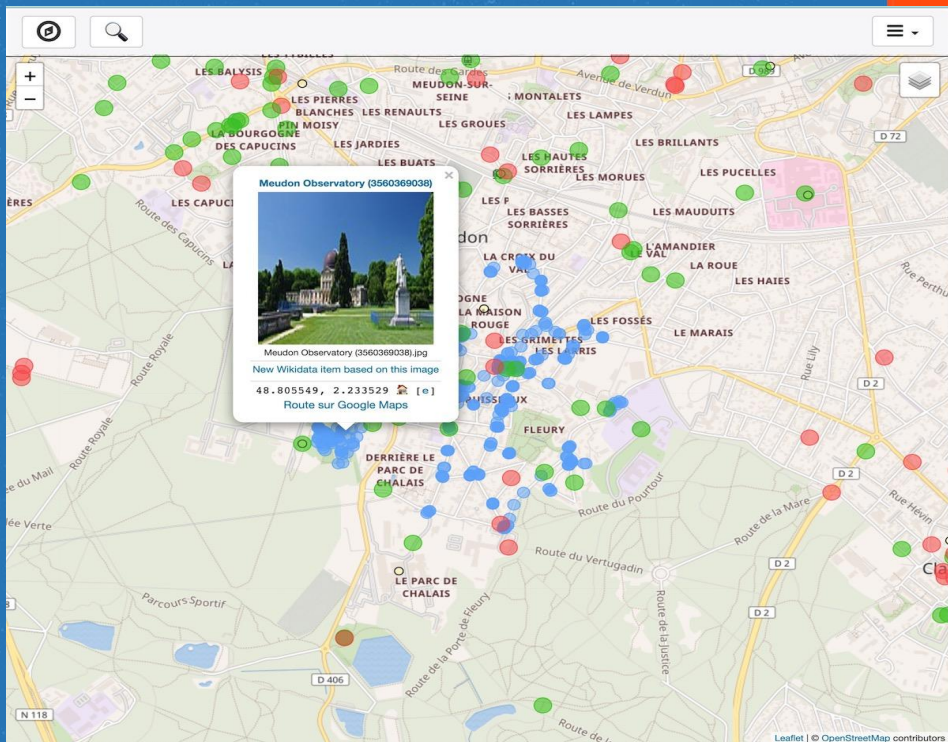 LES BALYSIS
Route des Gardes
MEUDON-SUR-
SEINE
Avenue de Verdun
D 989
MONTALETS
LES PIERRES
BLANCHES
LES RENAULTS
LES LAMPES
PIN MOISY
LES GROUES
D 72
LA BOURGOGNE
DES CAPUCINS
LES JARDIES
LES BRILLANTS
LES BUATS
LES HAUTES
SORRIÈRES
LES MORUES
LES PUCELLES
Route des Capucins
LES BASSES
SORRIÈRES
LES MAUDUITS
LA CROIX DU
VAL
L'AMANDIER
LE VAL
LA ROUE
LES HAIES
Meudon Observatory (3560369038)
Meudon Observatory (3560369038).jpg
New Wikidata item based on this image
48.805549, 2.233529 [e]
Route sur Google Maps
LA MAISON
ROUGE
LES FOSSÉS
LE MARAIS
LES GRIMETTES
Route Royale
Route Royale
Rue Lily
D 2
FLEURY
DERRIÈRE LE
PARC DE
CHALAIS
Route du Pourtour
D 2
Route de la Mare
Rue Hévin
Route du Vertugadin
D 2
LE PARC DE
CHALAIS
Parcours Sportif
Route de la Porte de Fleury
Route de la Justice
D 2
D 406
N 118
Leaflet | © OpenStreetMap contributors